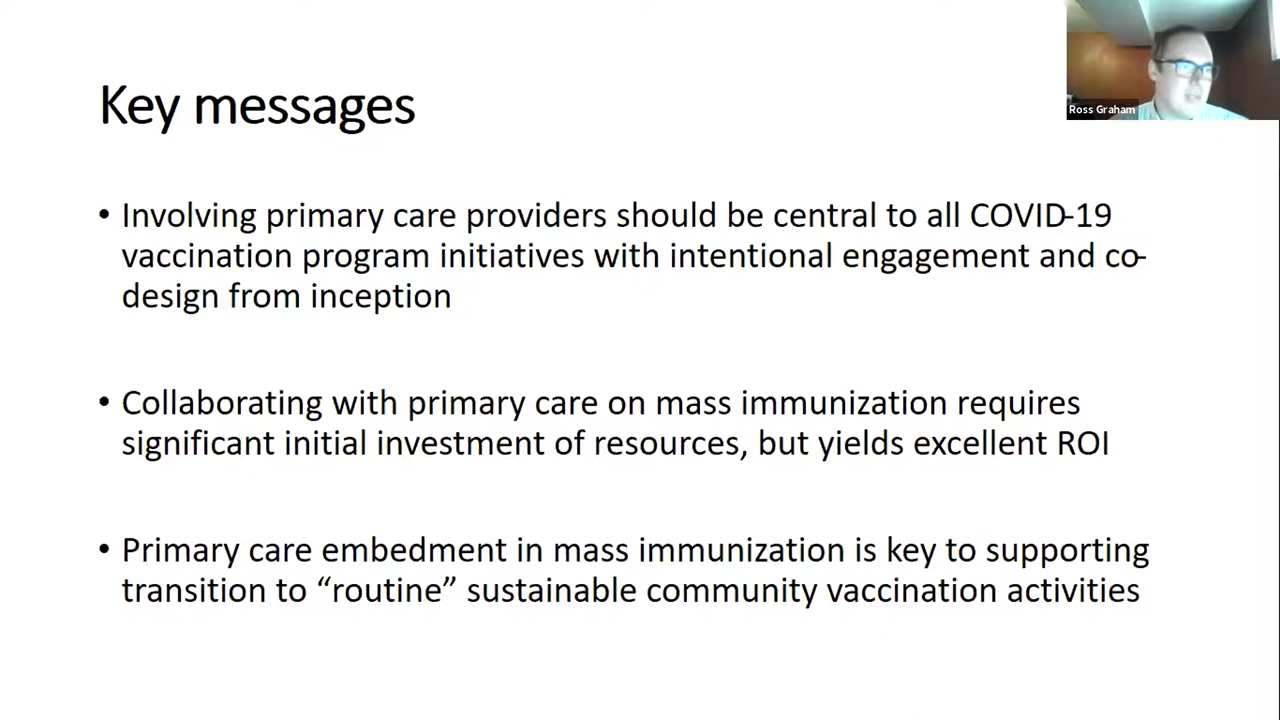 Key messages
Ross Graham
• Involving primary care providers should be central to all COVID-19
vaccination program initiatives with intentional engagement and co-
design from inception
• Collaborating with primary care on mass immunization requires
significant initial investment of resources, but yields excellent ROI
• Primary care embedment in mass immunization is key to supporting
transition to “routine” sustainable community vaccination activities